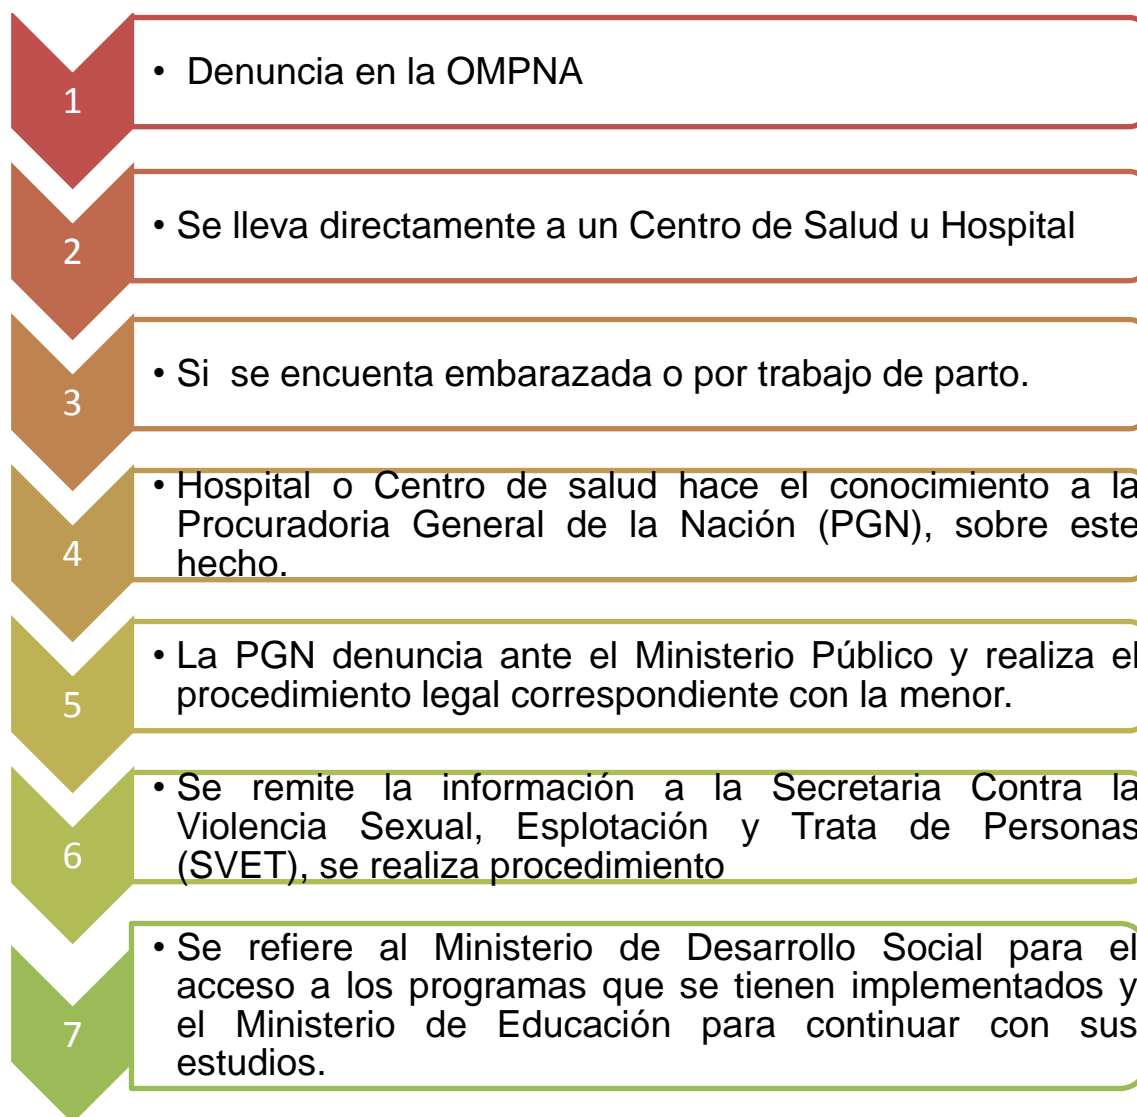 1
• Denuncia en la OMPNA
2
• Se lleva directamente a un Centro de Salud u Hospital
3
• Si se encuenta embarazada o por trabajo de parto.
4
• Hospital o Centro de salud hace el conocimiento a la
Procuradoria General de la Nación (PGN), sobre este
hecho.
5
• La PGN denuncia ante el Ministerio Público y realiza el
procedimiento legal correspondiente con la menor.
6
• Se remite la información a la Secretaria Contra la
Violencia Sexual, Esplotación y Trata de Personas
(SVET), se realiza procedimiento
7
• Se refiere al Ministerio de Desarrollo Social para el
acceso a los programas que se tienen implementados y
el Ministerio de Educación para continuar con sus
estudios.